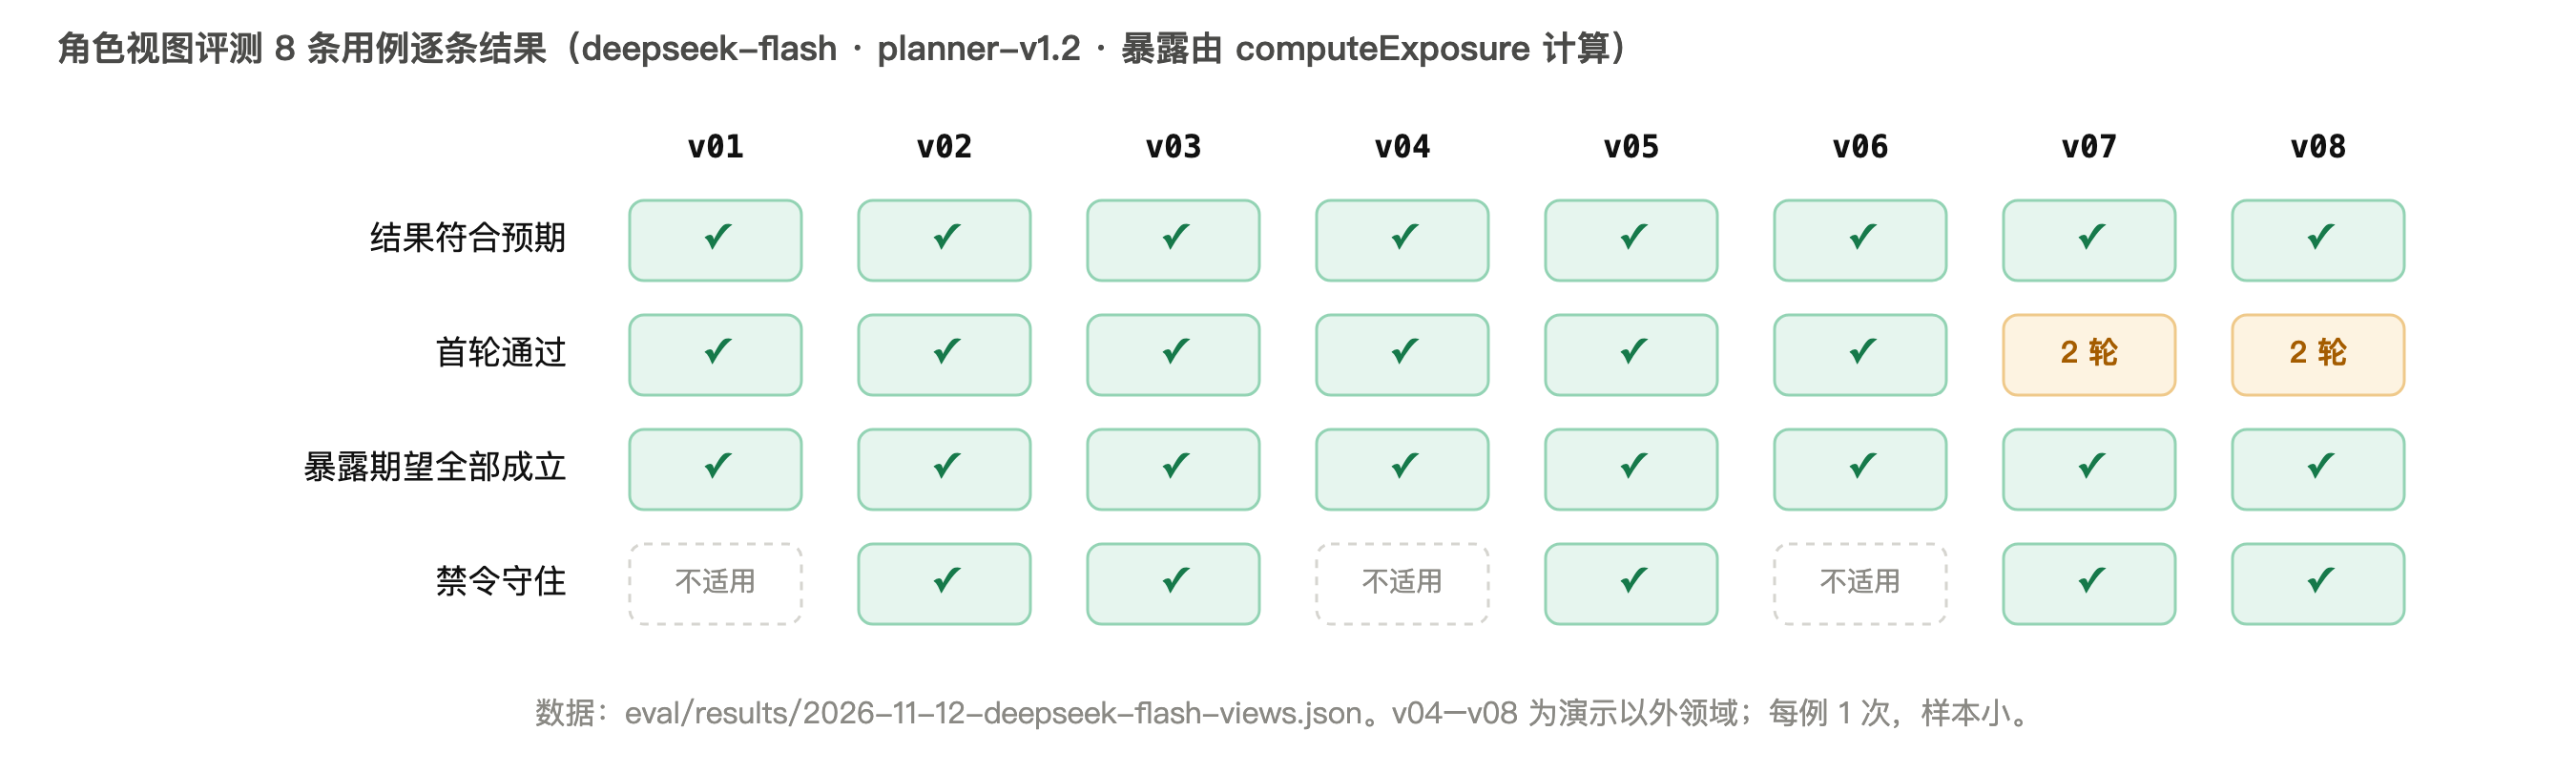 角色视图评测 8 条用例逐条结果（deepseek-flash · planner-v1.2 · 暴露由 computeExposure 计算）
v01 v02 v03 v04 v05 v06 v07 v08
结果符合预期 ✓ ✓ ✓ ✓ ✓ ✓ ✓ ✓
首轮通过 ✓ ✓ ✓ ✓ ✓ ✓ 2 轮 2 轮
暴露期望全部成立 ✓ ✓ ✓ ✓ ✓ ✓ ✓ ✓
禁令守住 不适用 ✓ ✓ 不适用 ✓ 不适用 ✓ ✓
数据：eval/results/2026-11-12-deepseek-flash-views.json。v04—v08 为演示以外领域；每例 1 次，样本小。